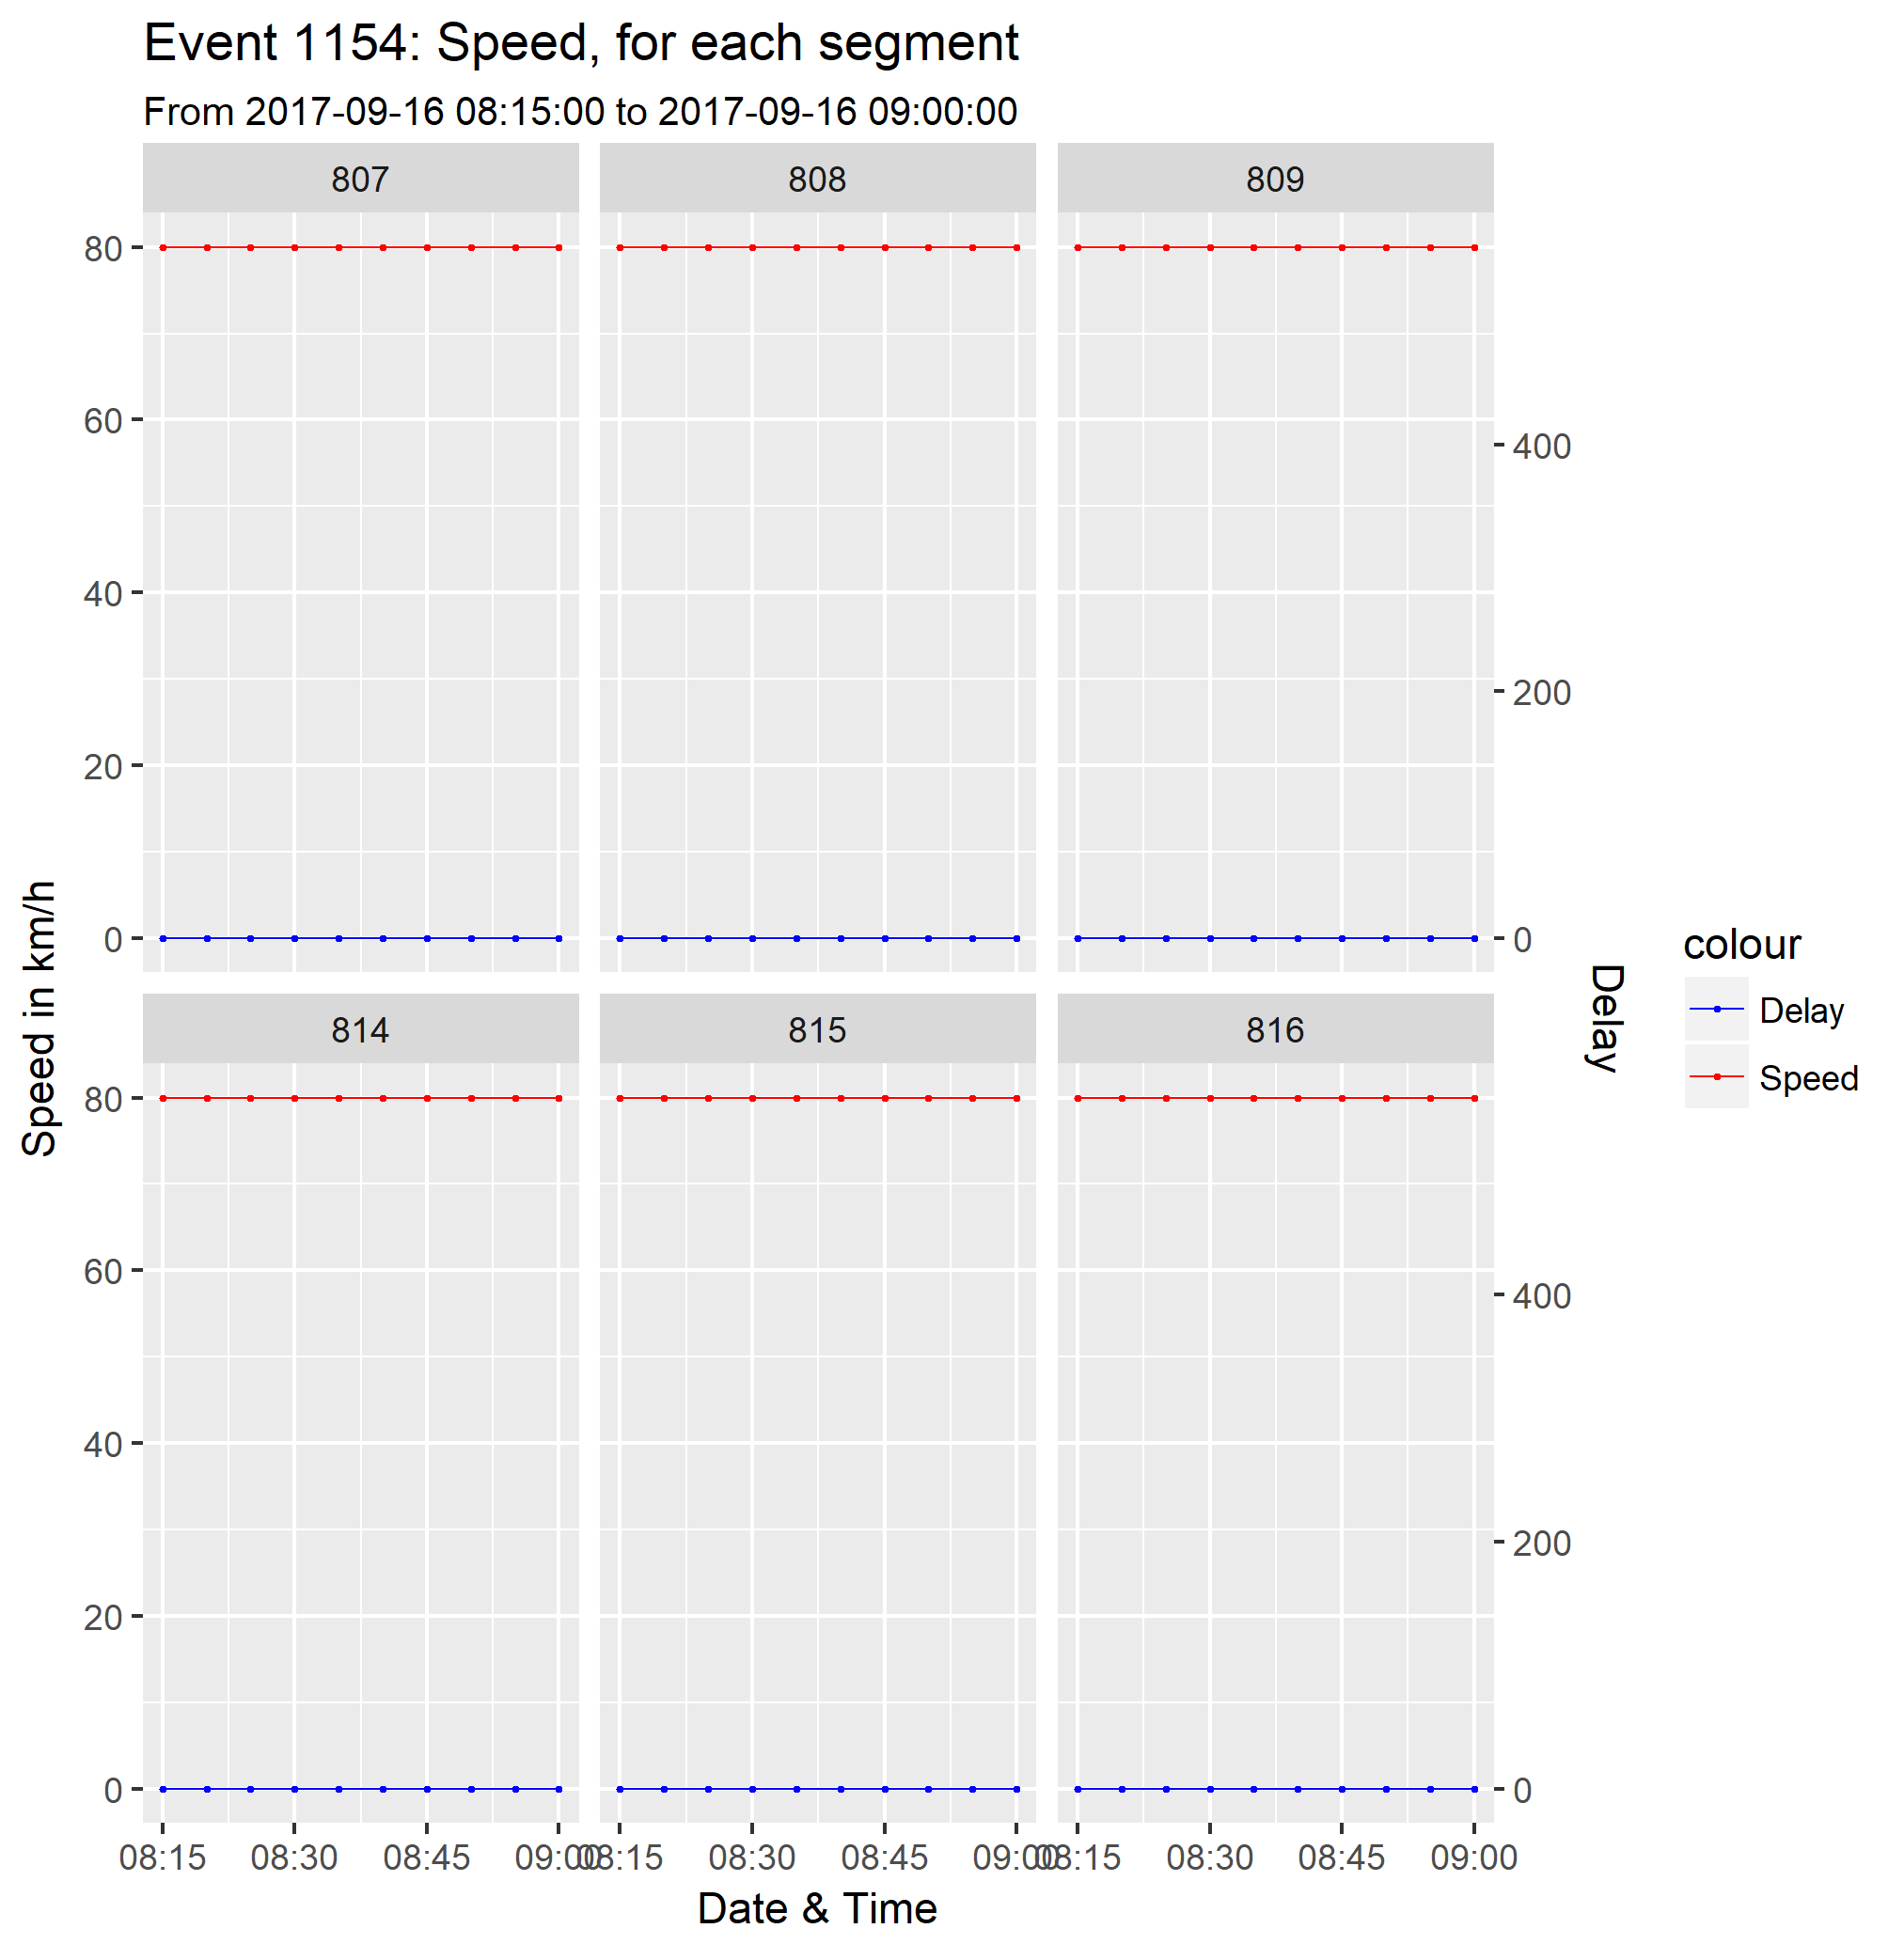 Event 1154: Speed, for each segment
From 2017-09-16 08:15:00 to 2017-09-16 09:00:00
807 808 809
80
60
40
20
0
400
200
0
814 815 816
80
60
40
20
0
400
200
0
08:15 08:30 08:45 09:00 08:15 08:30 08:45 09:00 08:15 08:30 08:45 09:00
Date & Time
Speed in km/h
Delay
colour
Delay
Speed